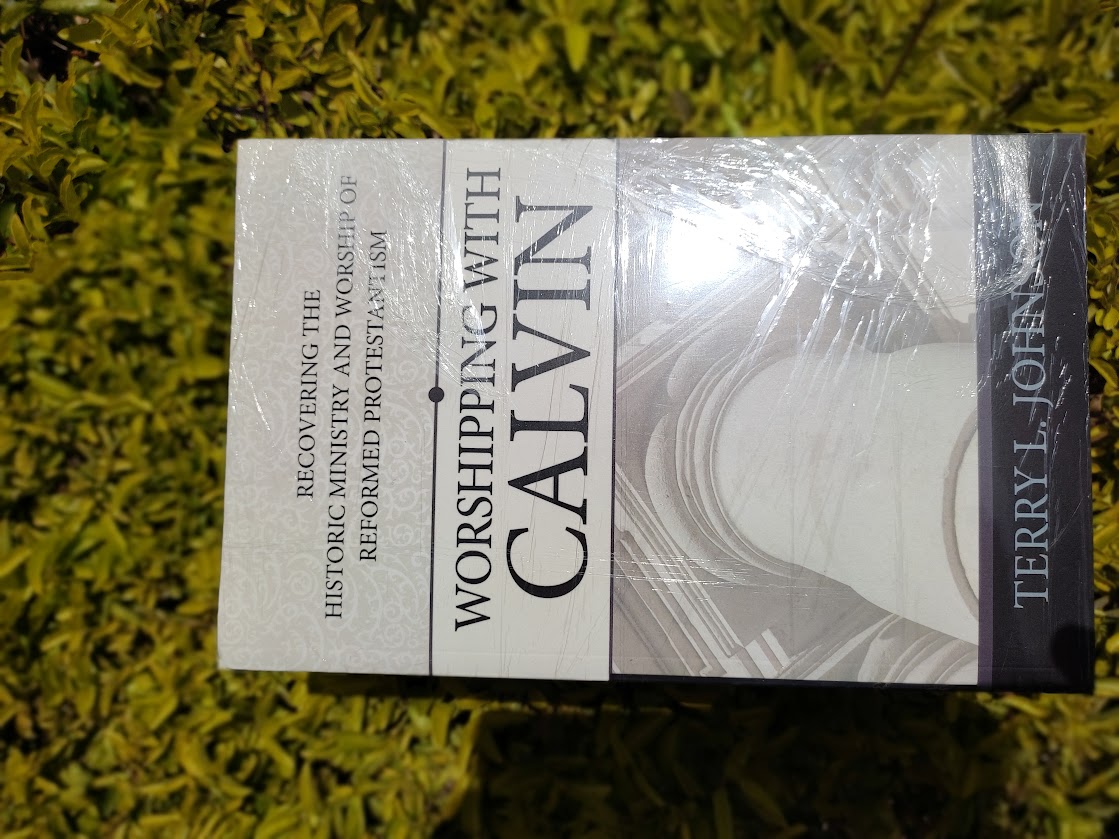 RECOVERING THE
HISTORIC MINISTRY AND WORSHIP OF
REFORMED PROTESTANTISM
WORSHIPPING WITH
CALVIN
TERRY L. JOHNSON